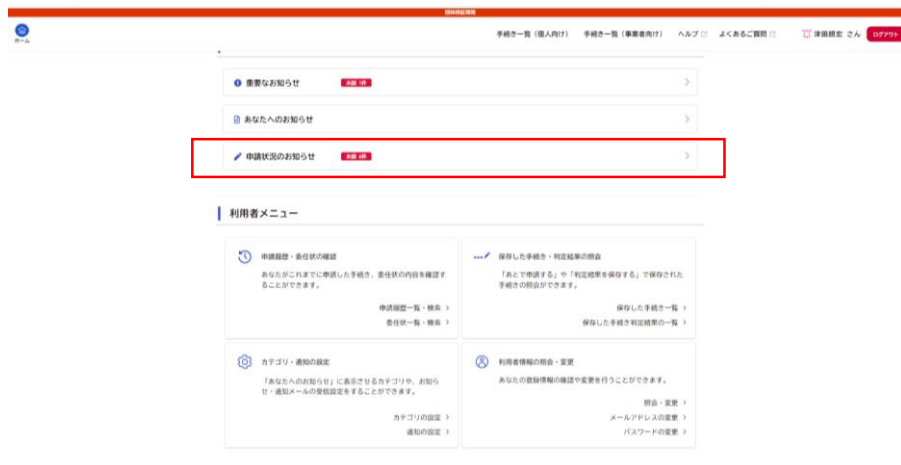 ホーム
手続き一覧（個人向け） 手続き一覧（事業者向け） ヘルプ よくあるご質問 さん ログアウト
重要なお知らせ 未読 1件
あなたへのお知らせ
申請状況のお知らせ 未読
利用者メニュー
申請履歴・委任状の確認
あなたがこれまでに申請した手続き、委任状の内容を確認す
ることができます。
申請履歴一覧・検索
委任状一覧・検索
保存した手続き・判定結果の照会
「あとで申請する」や「判定結果を保存する」で保存された
手続きの照会ができます。
保存した手続き一覧
保存した手続き判定結果の一覧
カテゴリ・通知の設定
「あなたへのお知らせ」に表示させるカテゴリや、お知ら
せ・通知メールの受信設定をすることができます。
カテゴリの設定
通知の設定
利用者情報の照会・変更
あなたの登録情報の確認や変更を行うことができます。
照会・変更
メールアドレスの変更
パスワードの変更